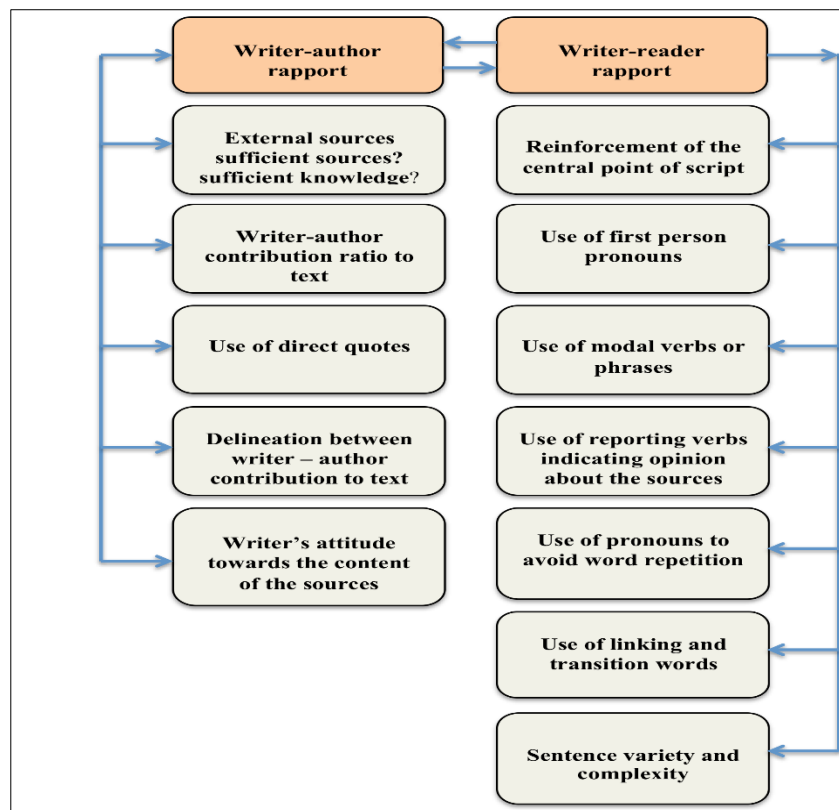 Writer-author
rapport
Writer-reader
rapport
External sources
sufficient sources?
sufficient knowledge?
Writer-author
contribution ratio to
text
Use of direct quotes
Delineation between
writer – author
contribution to text
Writer’s attitude
towards the content
of the sources
Reinforcement of the
central point of script
Use of first person
pronouns
Use of modal verbs or
phrases
Use of reporting verbs
indicating opinion
about the sources
Use of pronouns to
avoid word repetition
Use of linking and
transition words
Sentence variety and
complexity